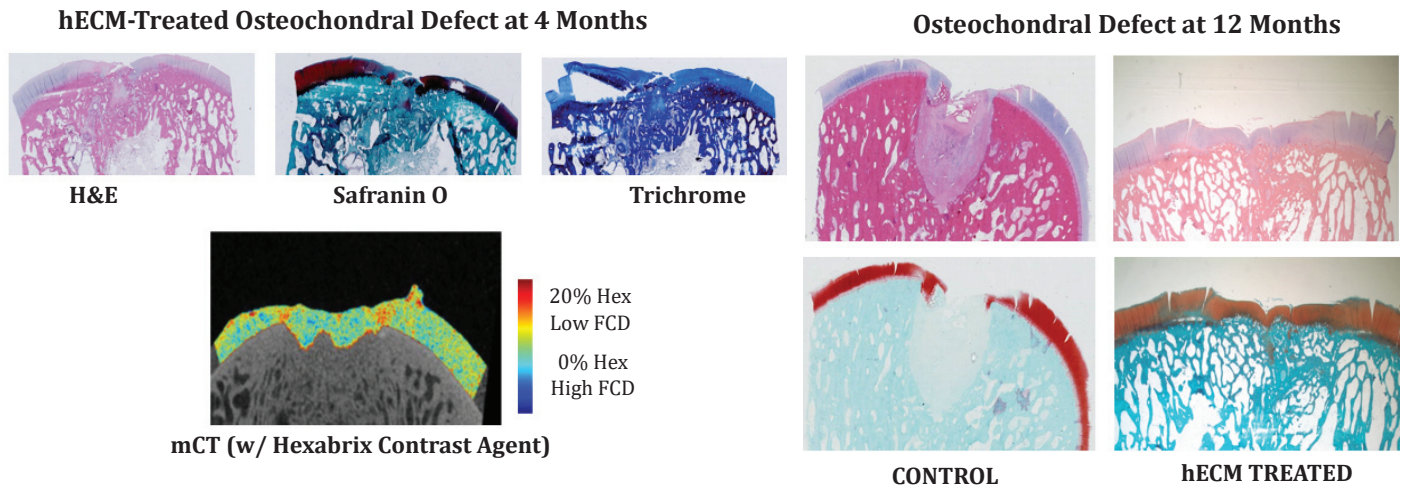 hECM-Treated Osteochondral Defect at 4 Months
H&E
Safranin O
Trichrome
20% Hex
Low FCD
0% Hex
High FCD
mCT (w/ Hexabrix Contrast Agent)
Osteochondral Defect at 12 Months
CONTROL
hECM TREATED